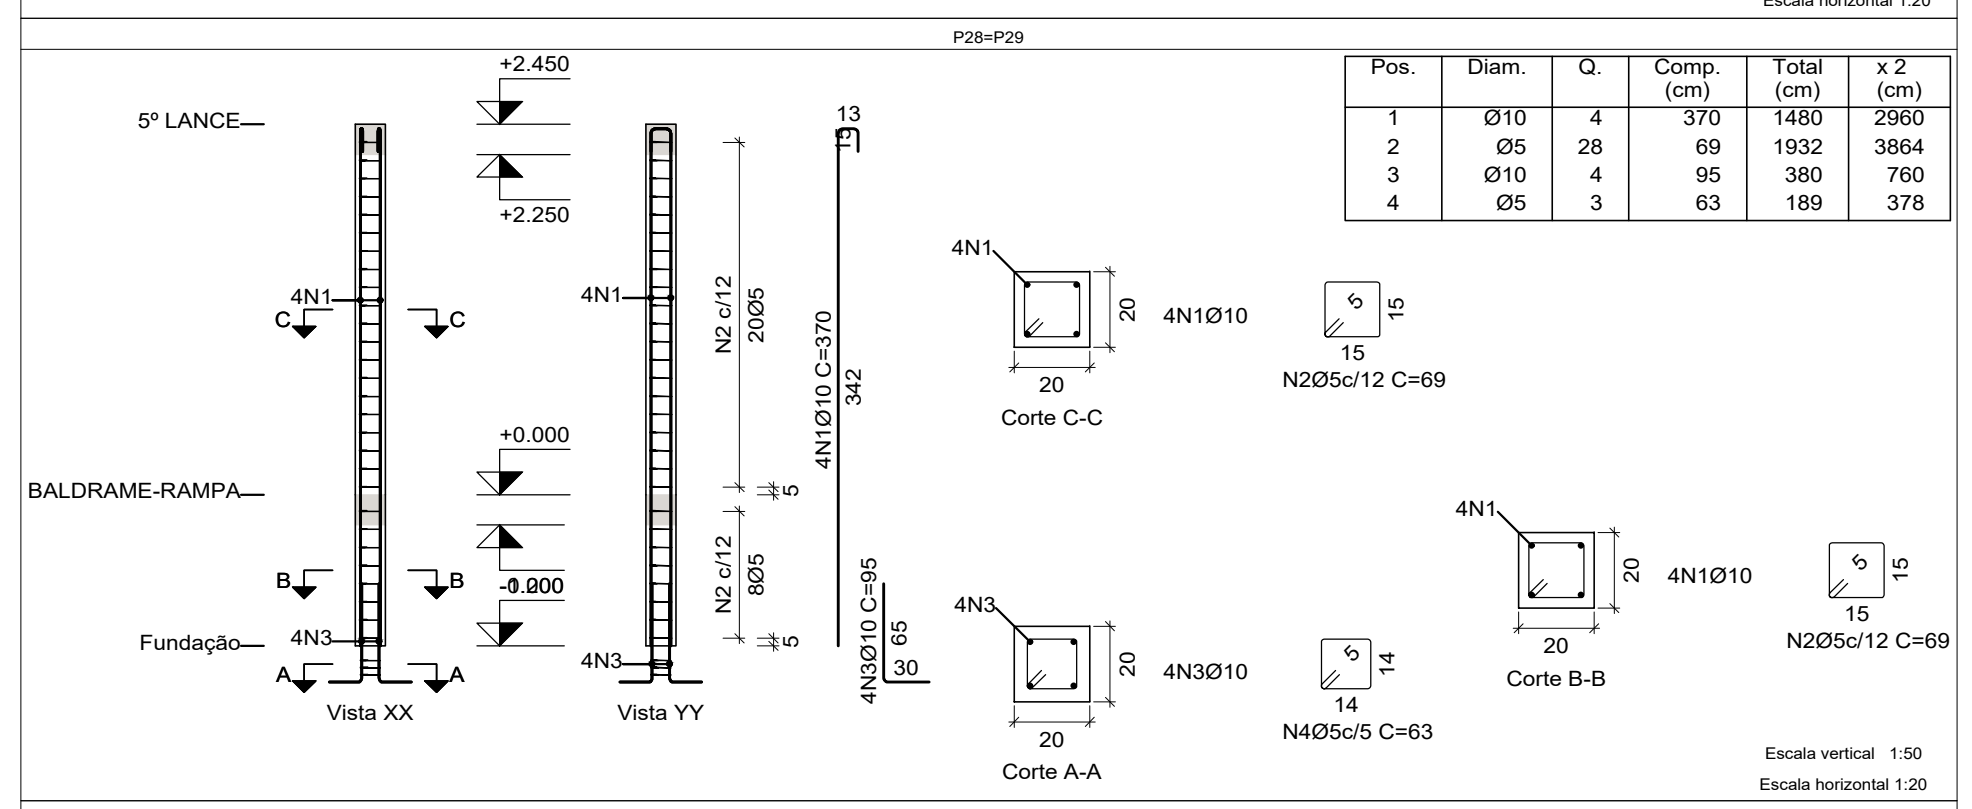 Escala horizontal 1:20
P28=P29
Pos. Diam. Q. Comp. (cm) Total (cm) x 2 (cm)
1 Ø10 4 370 1480 2960
2 Ø5 28 69 1932 3864
3 Ø10 4 95 380 760
4 Ø5 3 63 189 378
5º LANCE
BALDRAME-RAMPA
Fundação
4N1
C C
B B
4N3
A A
Vista XX
+2.450
+2.250
+0.000
-1.000
4N1
4N3
Vista YY
N2 c/12
20Ø5
5
N2 c/12
8Ø5
5
13
15
4N1Ø10 C=370
342
4N3Ø10 C=95
65
30
4N1
20
20
Corte C-C
4N1Ø10
5
15
15
N2Ø5c/12 C=69
4N3
20
20
Corte A-A
4N3Ø10
5
14
14
N4Ø5c/5 C=63
4N1
20
20
Corte B-B
4N1Ø10
5
15
15
N2Ø5c/12 C=69
Escala vertical 1:50
Escala horizontal 1:20